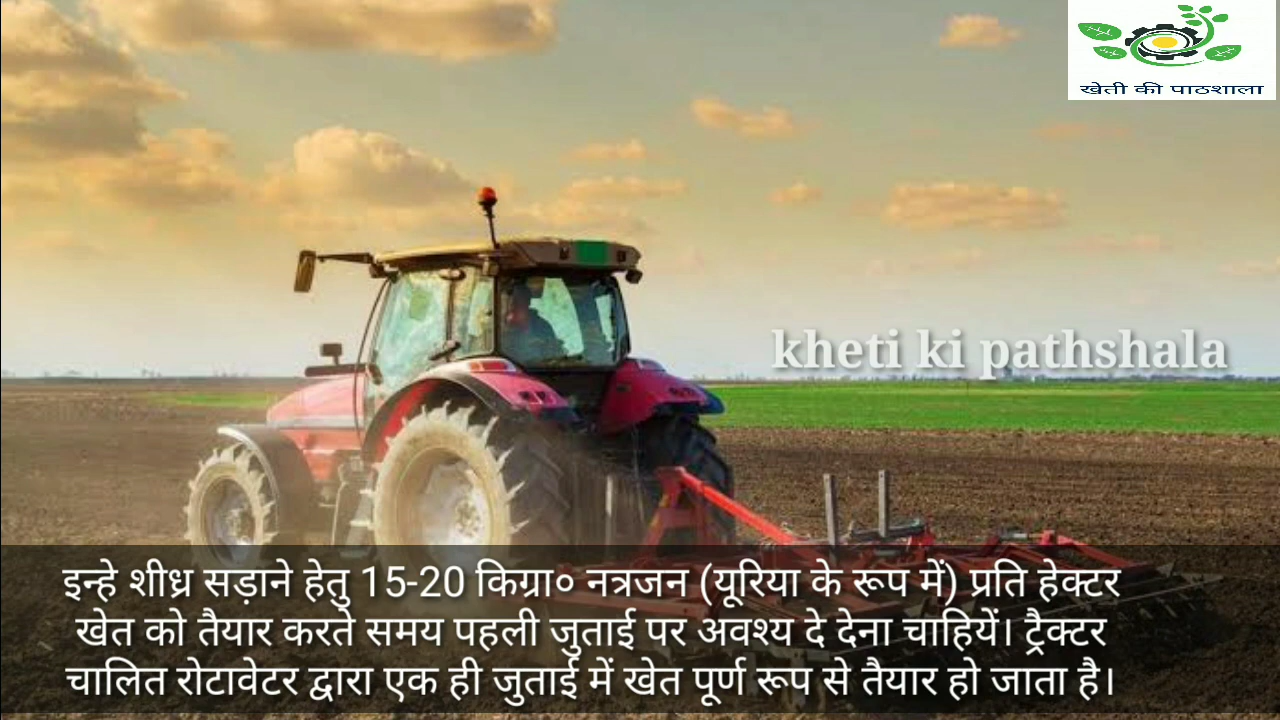 खेती की पाठशाला
kheti ki pathshala
इन्हे शीध्र सड़ाने हेतु 15-20 किग्रा० नत्रजन (यूरिया के रूप में) प्रति हेक्टर
खेत को तैयार करते समय पहली जुताई पर अवश्य दे देना चाहियें। ट्रैक्टर
चालित रोटावेटर द्वारा एक ही जुताई में खेत पूर्ण रूप से तैयार हो जाता है।